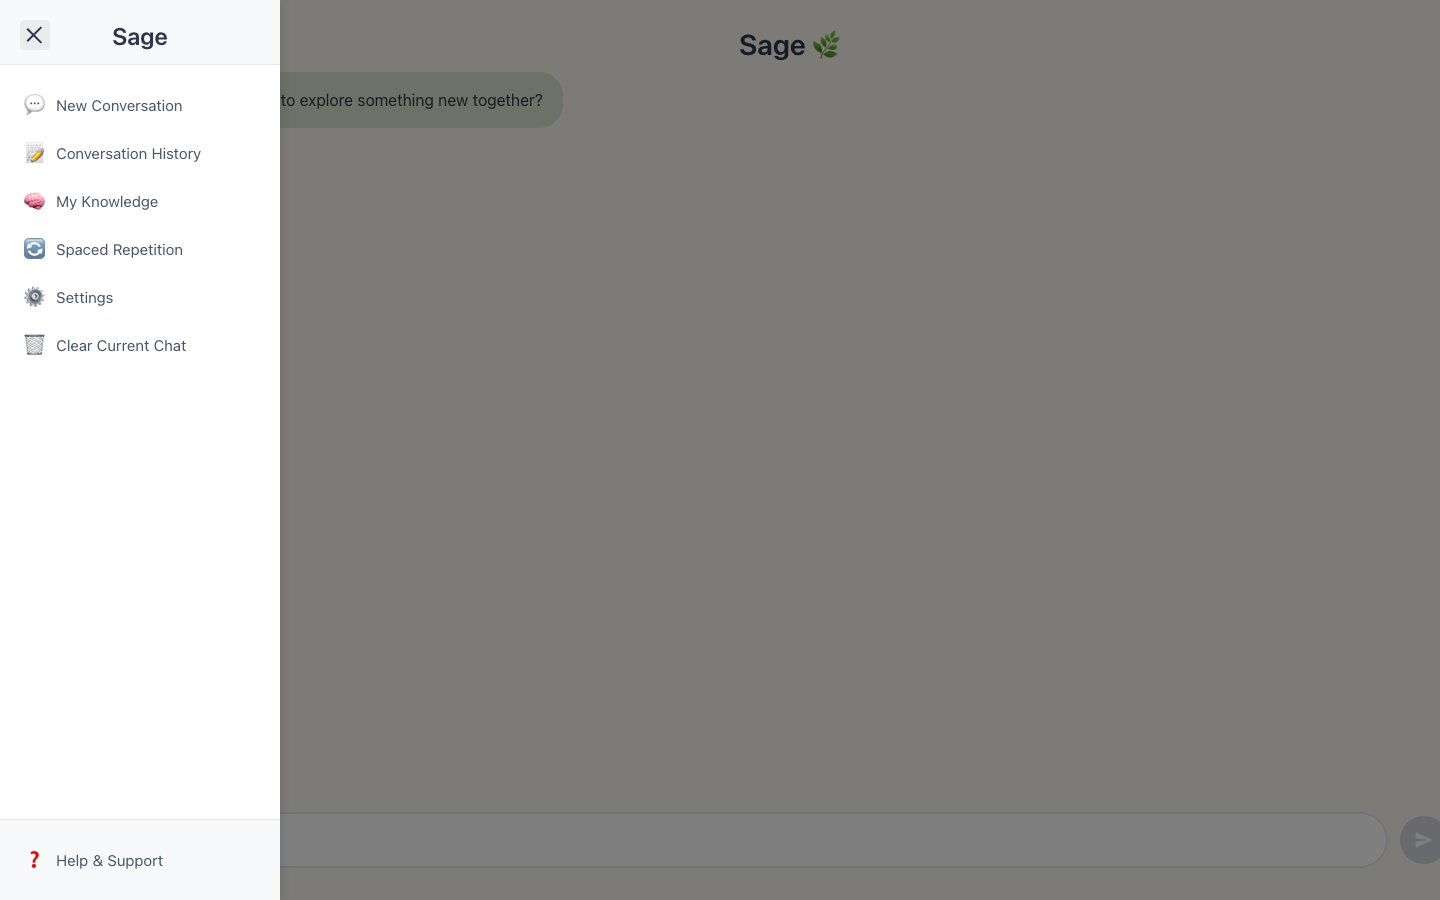 Sage
Sage
to explore something new together?
New Conversation
Conversation History
My Knowledge
Spaced Repetition
Settings
Clear Current Chat
Help & Support